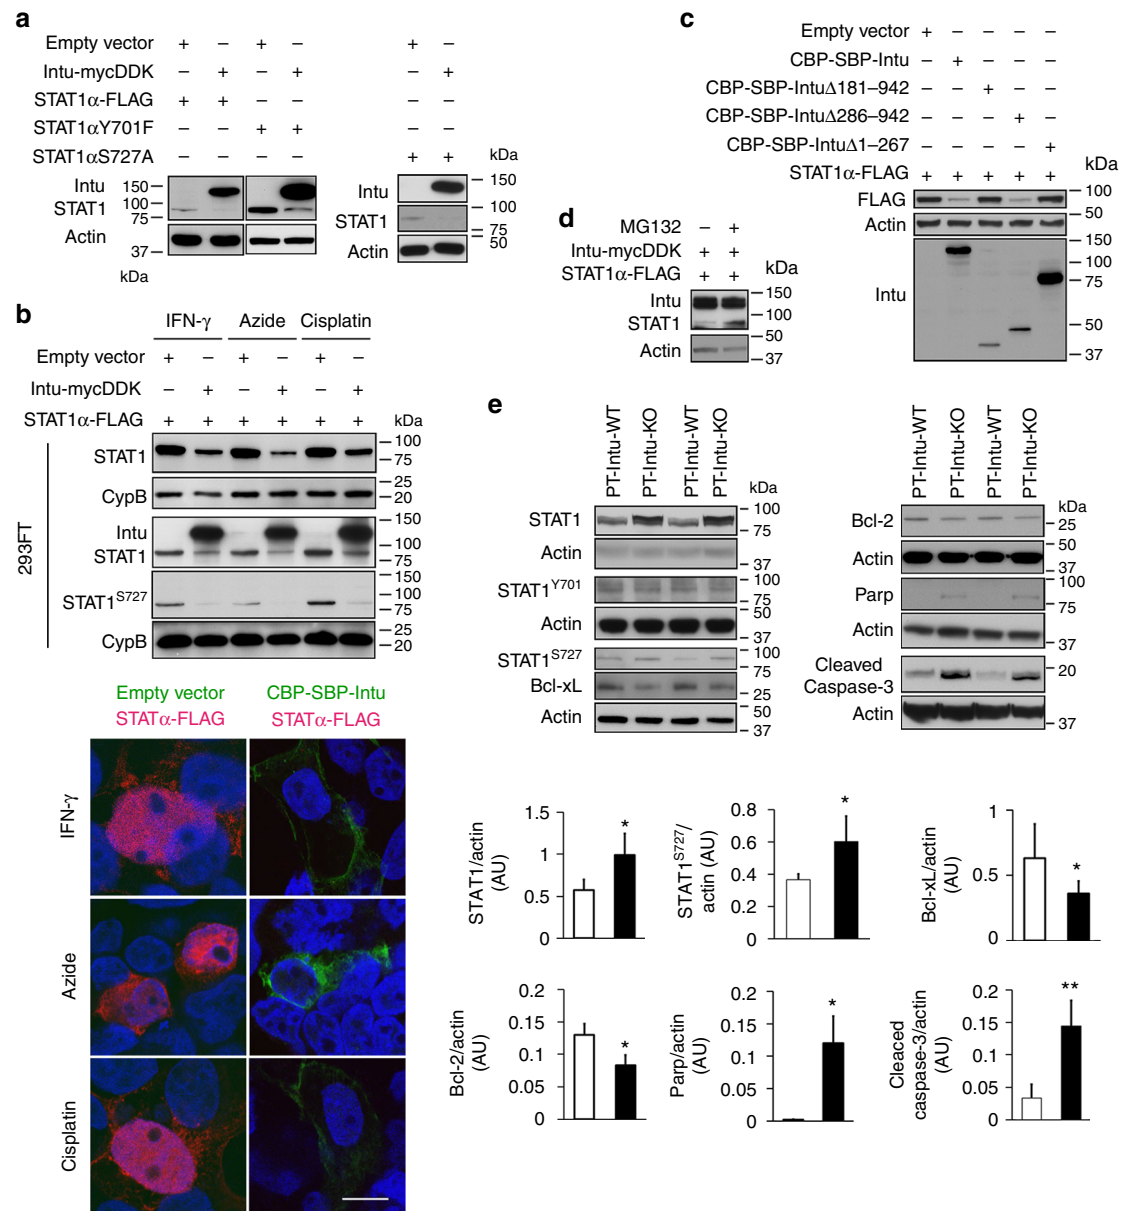 a
Empty vector + – + – + –
Intu-mycDDK – + – + – +
STAT1α-FLAG + + – – – –
STAT1αY701F – – + + – –
STAT1αS727A – – – – + +
kDa
Intu
STAT1
Actin
150
100
75
37
kDa
Intu
STAT1
Actin
150
100
75
50
b
IFN-γ Azide Cisplatin
Empty vector + – + – + –
Intu-mycDDK – + – + – +
STAT1α-FLAG + + + + + +
kDa
293FT
STAT1
100
75
CypB
25
20
Intu
STAT1
150
100
75
STAT1S727
150
100
75
CypB
25
20
Empty vector
STATα-FLAG
CBP-SBP-Intu
STATα-FLAG
IFN-γ
Azide
Cisplatin
c
Empty vector + – – – –
CBP-SBP-Intu – + – – –
CBP-SBP-IntuΔ181–942 – – + – –
CBP-SBP-IntuΔ286–942 – – – + –
CBP-SBP-IntuΔ1–267 – – – – +
STAT1α-FLAG + + + + +
kDa
FLAG
100
Actin
50
Intu
150
100
75
50
37
d
MG132 – +
Intu-mycDDK + +
STAT1α-FLAG + +
kDa
Intu
STAT1
150
100
Actin
50
37
e
PT-Intu-WT
PT-Intu-KO
PT-Intu-WT
PT-Intu-KO
kDa
STAT1
100
75
Actin
37
STAT1Y701
100
75
Actin
50
37
STAT1S727
100
75
Bcl-xL
25
Actin
50
37
PT-Intu-WT
PT-Intu-KO
PT-Intu-WT
PT-Intu-KO
kDa
Bcl-2
25
Actin
50
37
Parp
100
75
Actin
37
Cleaved
Caspase-3
20
Actin
37
STAT1/actin
(AU)
1.5
1
0.5
0
*
STAT1S727/
actin (AU)
0.8
0.6
0.4
0.2
0
*
Bcl-xL/actin
(AU)
1
0.5
0
*
Bcl-2/actin
(AU)
0.2
0.15
0.1
0.05
0
*
Parp/actin
(AU)
0.2
0.15
0.1
0.05
0
*
Cleaced
caspase-3/actin
(AU)
0.2
0.15
0.1
0.05
0
**